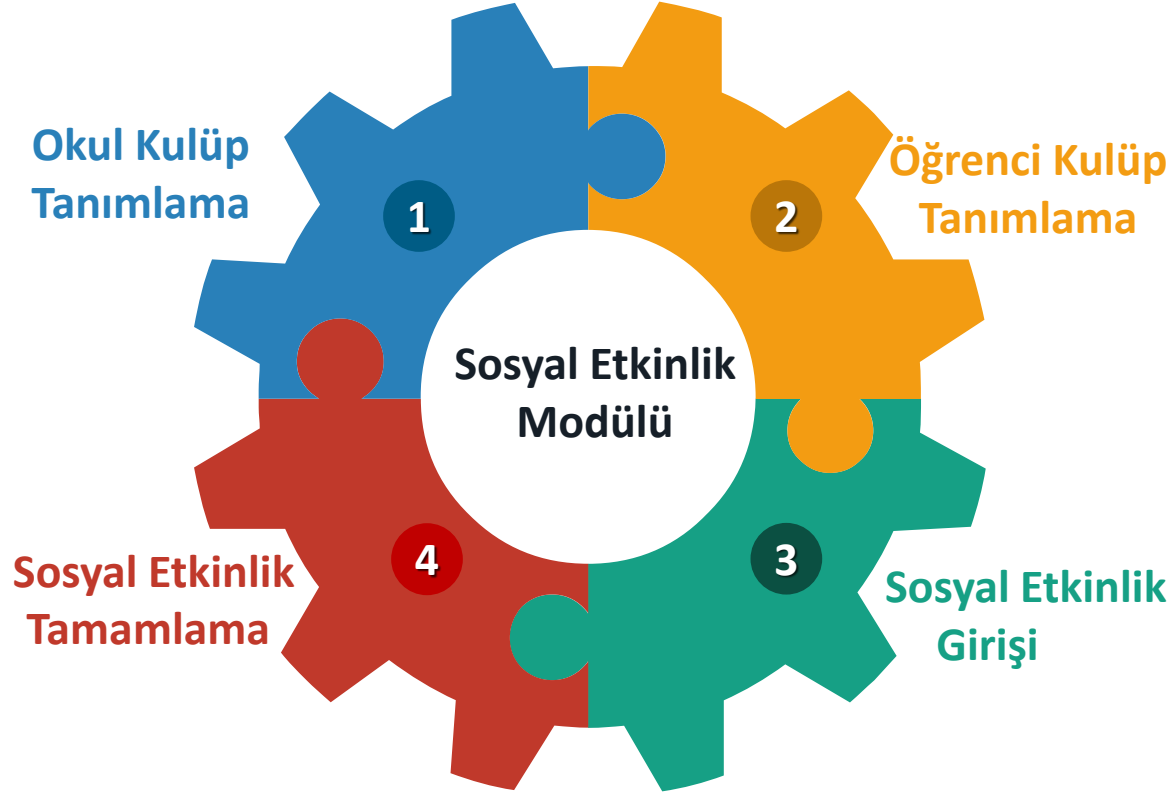 Okul Kulüp
Tanımlama
1
2
Öğrenci Kulüp
Tanımlama
Sosyal Etkinlik
Modülü
3
Sosyal Etkinlik
Girişi
4
Sosyal Etkinlik
Tamamlama